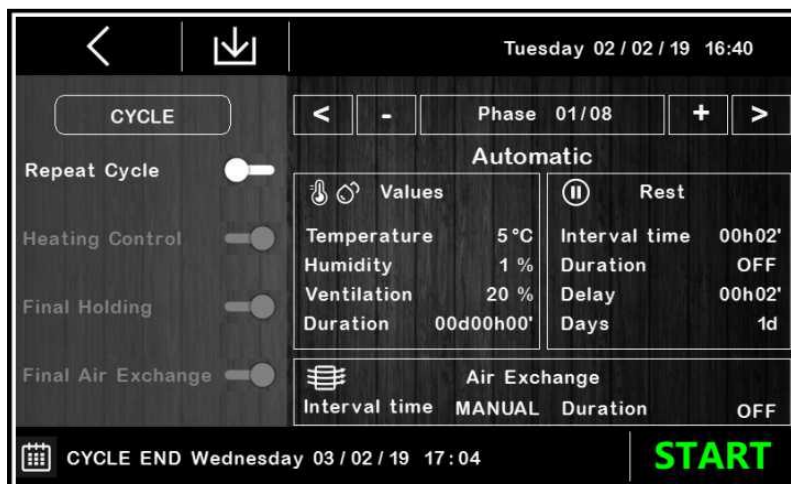 Tuesday 02 / 02 / 19 16:40
CYCLE
Repeat Cycle
Heating Control
Final Holding
Final Air Exchange
< - Phase 01/08 + >
Automatic
Values
Temperature 5°C
Humidity 1 %
Ventilation 20 %
Duration 00d00h00'
Rest
Interval time 00h02'
Duration OFF
Delay 00h02'
Days 1d
Air Exchange
Interval time MANUAL Duration OFF
CYCLE END Wednesday 03 / 02 / 19 17:04
START